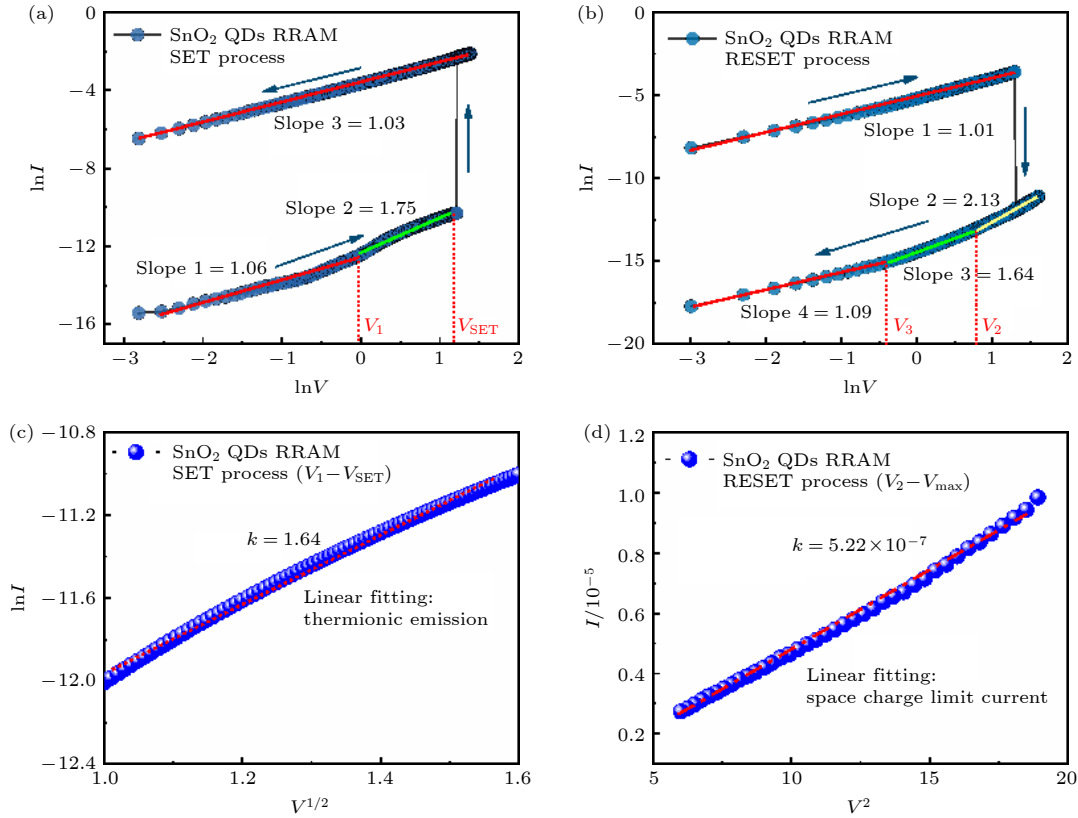 (a)
SnO₂ QDs RRAM
SET process
Slope 3 = 1.03
Slope 2 = 1.75
Slope 1 = 1.06
V₁
V_SET
0
−4
−8
−12
−16
lnI
−3
−2
−1
0
1
2
lnV
(b)
SnO₂ QDs RRAM
RESET process
Slope 1 = 1.01
Slope 2 = 2.13
Slope 3 = 1.64
Slope 4 = 1.09
V₃
V₂
0
−5
−10
−15
−20
lnI
−3
−2
−1
0
1
2
lnV
(c)
SnO₂ QDs RRAM
SET process (V₁−V_SET)
k = 1.64
Linear fitting:
thermionic emission
−10.8
−11.2
−11.6
−12.0
−12.4
lnI
1.0
1.2
1.4
1.6
V^{1/2}
(d)
SnO₂ QDs RRAM
RESET process (V₂−V_max)
k = 5.22×10⁻⁷
Linear fitting:
space charge limit current
1.2
1.0
0.8
0.6
0.4
0.2
I/10⁻⁵
5
10
15
20
V²